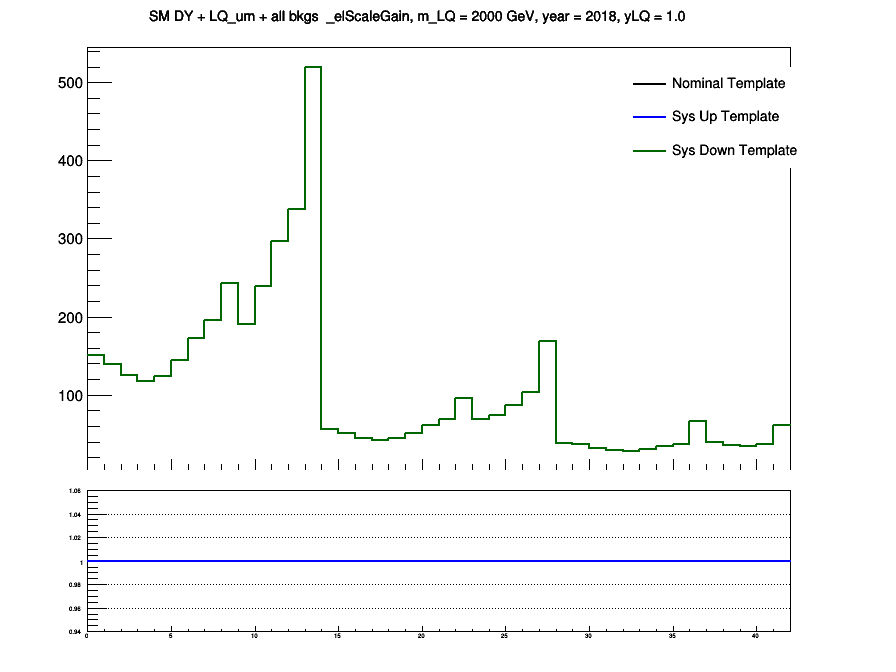 SM DY + LQ_um + all bkgs _elScaleGain, m_LQ = 2000 GeV, year = 2018, yLQ = 1.0
500
400
300
200
100
Nominal Template
Sys Up Template
Sys Down Template
1.06
1.04
1.02
1
0.98
0.96
0.94
0 5 10 15 20 25 30 35 40